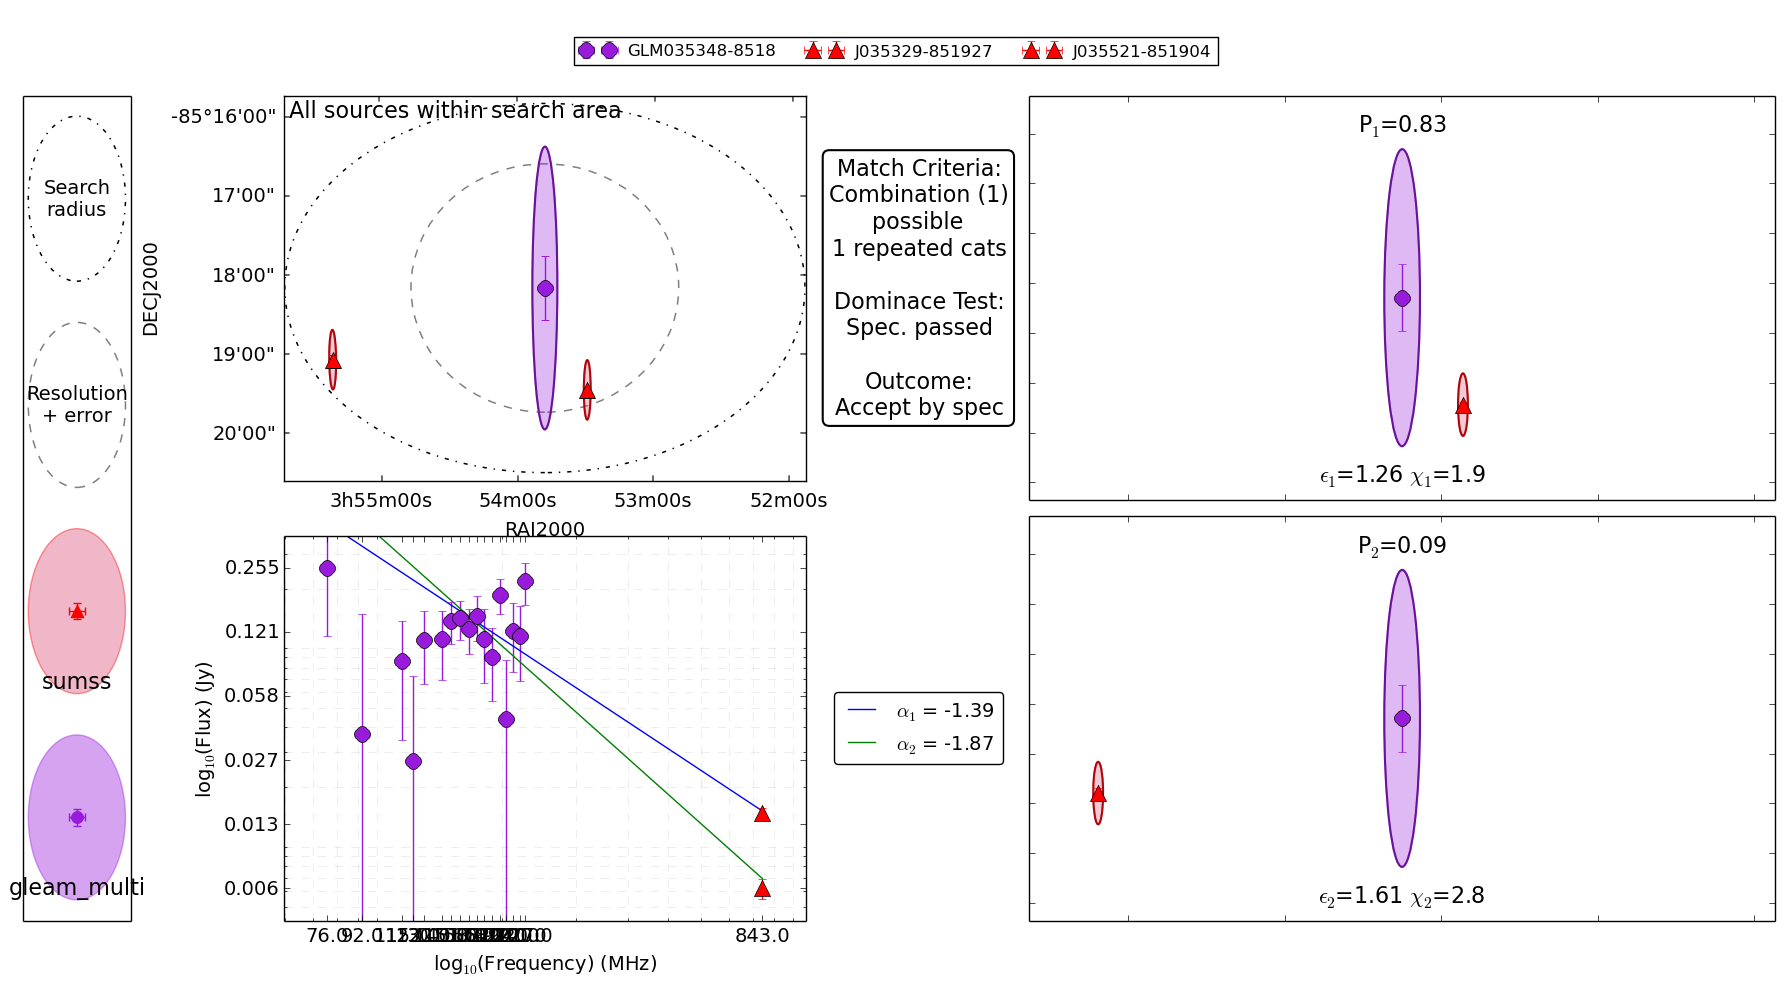 GLM035348-8518
J035329-851927
J035521-851904
Search
radius
Resolution
+ error
sumss
gleam_multi
All sources within search area
-85°16'00"
17'00"
18'00"
19'00"
20'00"
DECJ2000
3h55m00s
54m00s
53m00s
52m00s
RAJ2000
Match Criteria:
Combination (1)
possible
1 repeated cats
Dominace Test:
Spec. passed
Outcome:
Accept by spec
P₁=0.83
ϵ₁=1.26 χ₁=1.9
P₂=0.09
ϵ₂=1.61 χ₂=2.8
0.255
0.121
0.058
0.027
0.013
0.006
log₁₀(Flux) (Jy)
76.0
843.0
log₁₀(Frequency) (MHz)
α₁ = -1.39
α₂ = -1.87